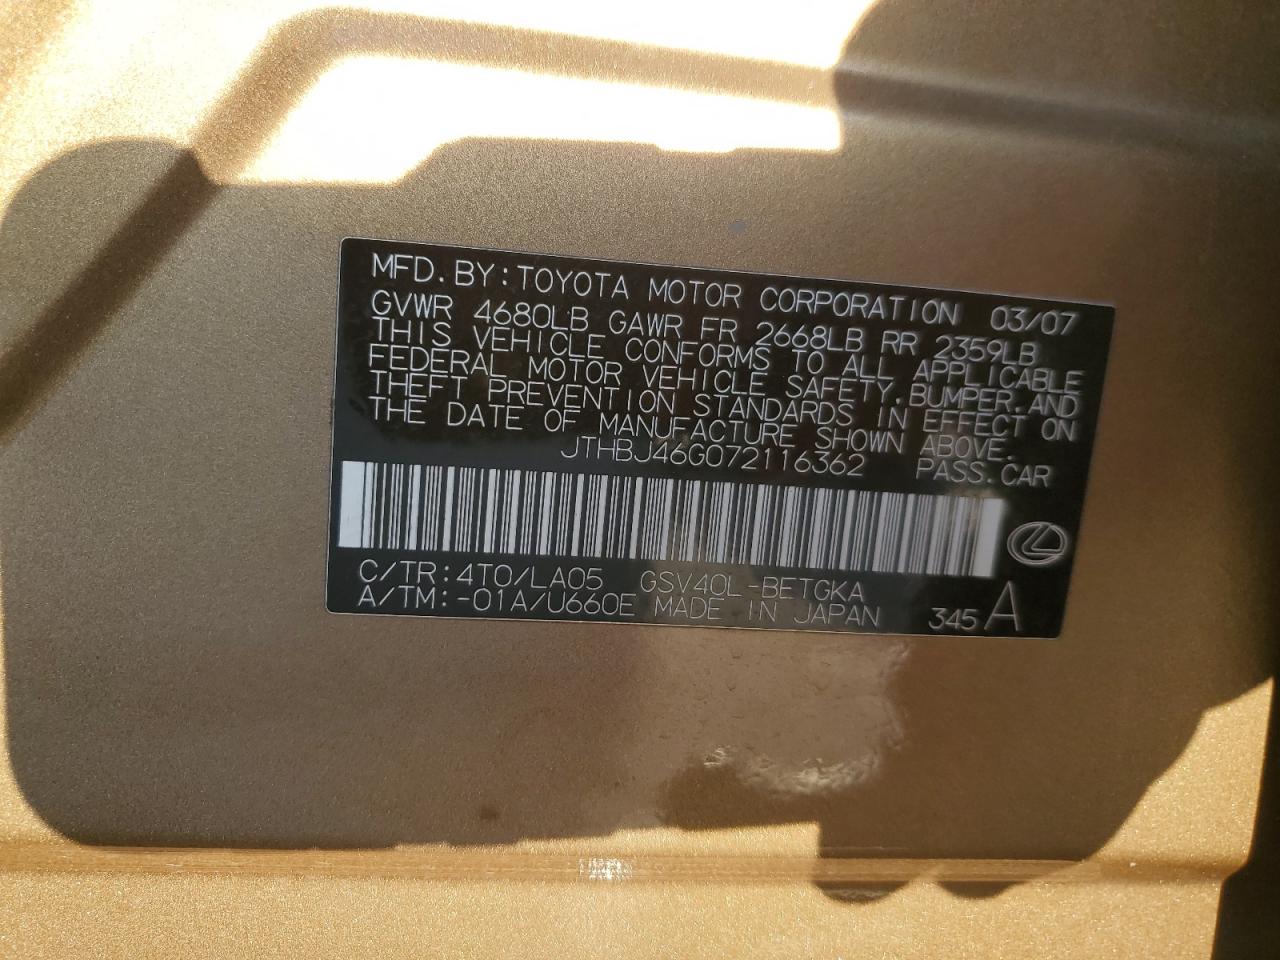 MFD. BY: TOYOTA MOTOR CORPORATION 03/07
GVWR 4680LB GAWR FR 2668LB RR 2359LB
THIS VEHICLE CONFORMS TO ALL APPLICABLE
FEDERAL MOTOR VEHICLE SAFETY, BUMPER, AND
THEFT PREVENTION STANDARDS IN EFFECT ON
THE DATE OF MANUFACTURE SHOWN ABOVE.
JTHBJ46G072116362 PASS. CAR
C/TR: 4T0/LA05 GSV40L-BETGKA
A/TM: -01A/U660E MADE IN JAPAN 345 A